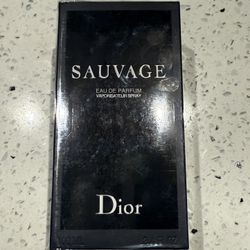 SAUVAGE
EAU DE PARFUM
VAPORISATEUR SPRAY
Dior